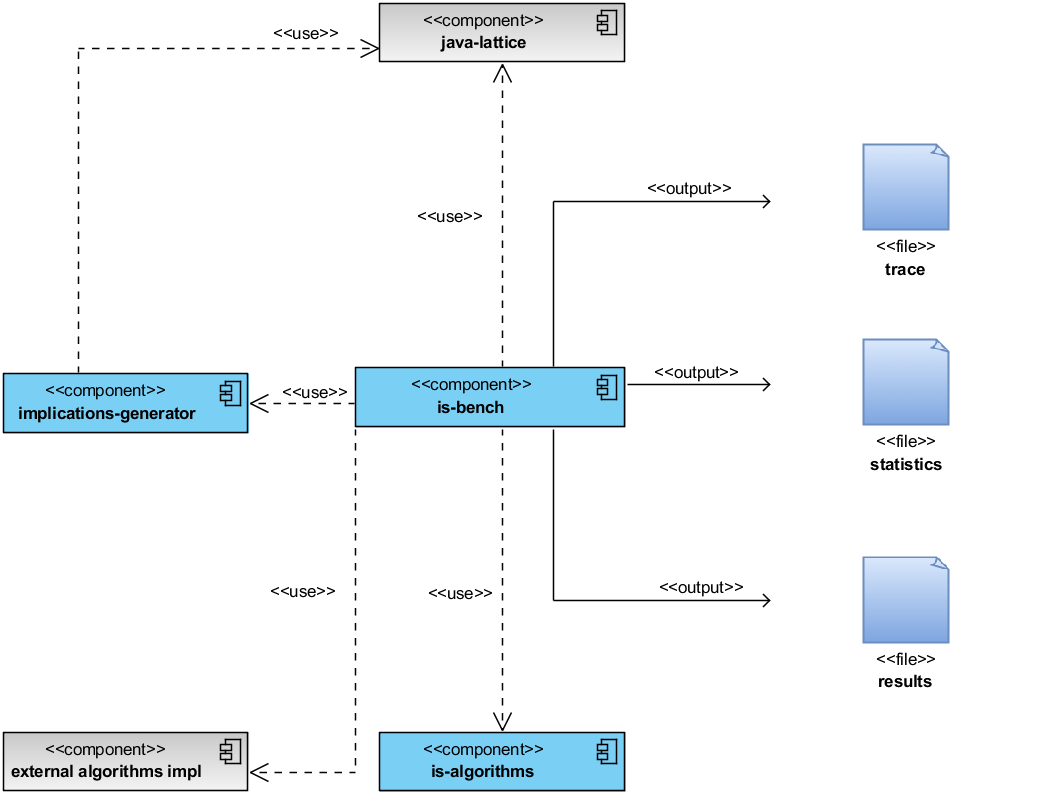 <<component>>
java-lattice
<<use>>
<<use>>
<<output>>
<<file>>
trace
<<component>>
implications-generator
<<use>>
<<component>>
is-bench
<<output>>
<<file>>
statistics
<<use>>
<<use>>
<<output>>
<<file>>
results
<<component>>
external algorithms impl
<<component>>
is-algorithms